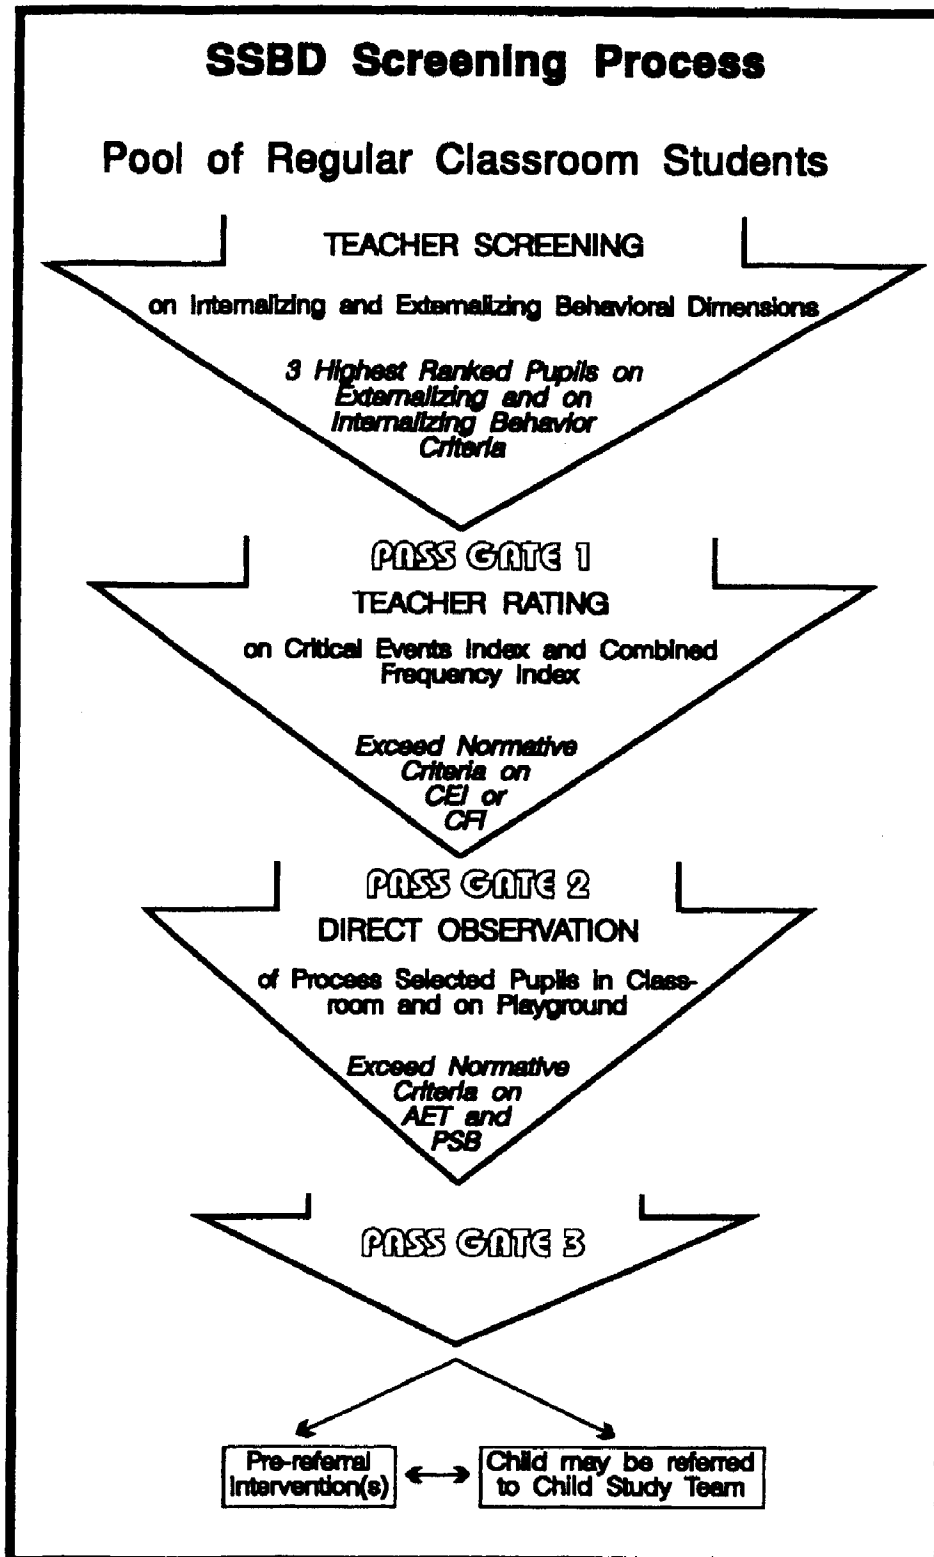 SSBD Screening Process
Pool of Regular Classroom Students
TEACHER SCREENING
on Internalizing and Externalizing Behavioral Dimensions
3 Highest Ranked Pupils on
Externalizing and on
Internalizing Behavior
Criteria
PASS GATE 1
TEACHER RATING
on Critical Events Index and Combined
Frequency Index
Exceed Normative
Criteria on
CEI or
CFI
PASS GATE 2
DIRECT OBSERVATION
of Process Selected Pupils in Class-
room and on Playground
Exceed Normative
Criteria on
AET and
PSB
PASS GATE 3
Pre-referral
Intervention(s)
Child may be referred
to Child Study Team